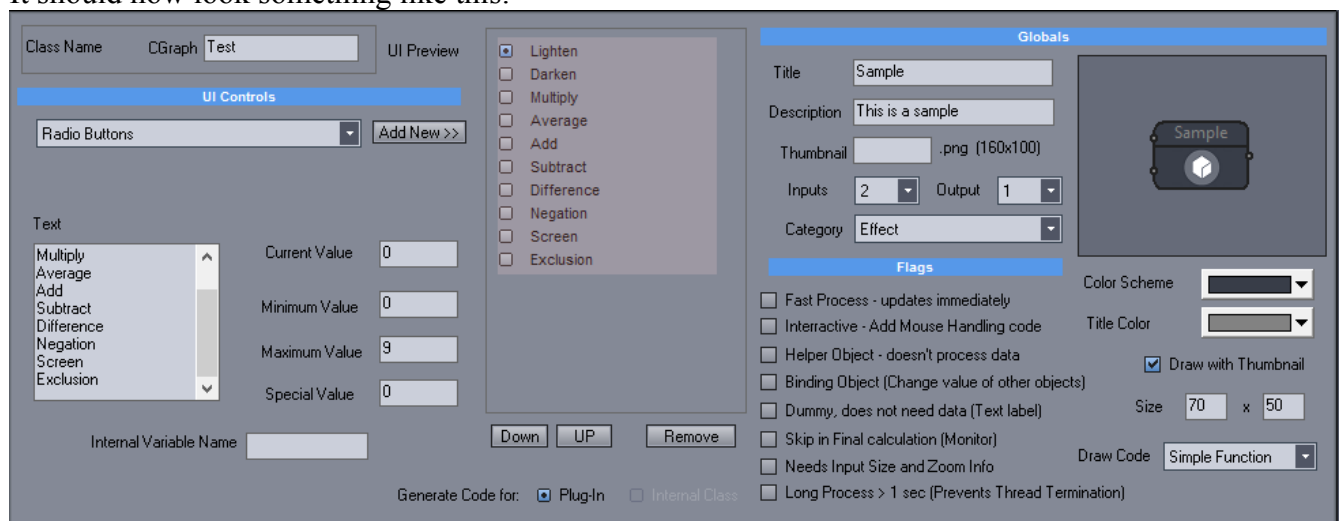 It should now look something like this:
Class Name CGraph Test
UI Preview
UI Controls
Radio Buttons
Add New >>
Text
Multiply
Average
Add
Subtract
Difference
Negation
Screen
Exclusion
Current Value 0
Minimum Value 0
Maximum Value 9
Special Value 0
Internal Variable Name
Lighten
Darken
Multiply
Average
Add
Subtract
Difference
Negation
Screen
Exclusion
Down UP Remove
Generate Code for: Plug-In Internal Class
Globals
Title Sample
Description This is a sample
Thumbnail .png (160x100)
Inputs 2 Output 1
Category Effect
Sample
Flags
Fast Process - updates immediately
Interractive - Add Mouse Handling code
Helper Object - doesn't process data
Binding Object (Change value of other objects)
Dummy, does not need data (Text label)
Skip in Final calculation (Monitor)
Needs Input Size and Zoom Info
Long Process > 1 sec (Prevents Thread Termination)
Color Scheme
Title Color
Draw with Thumbnail
Size 70 x 50
Draw Code Simple Function